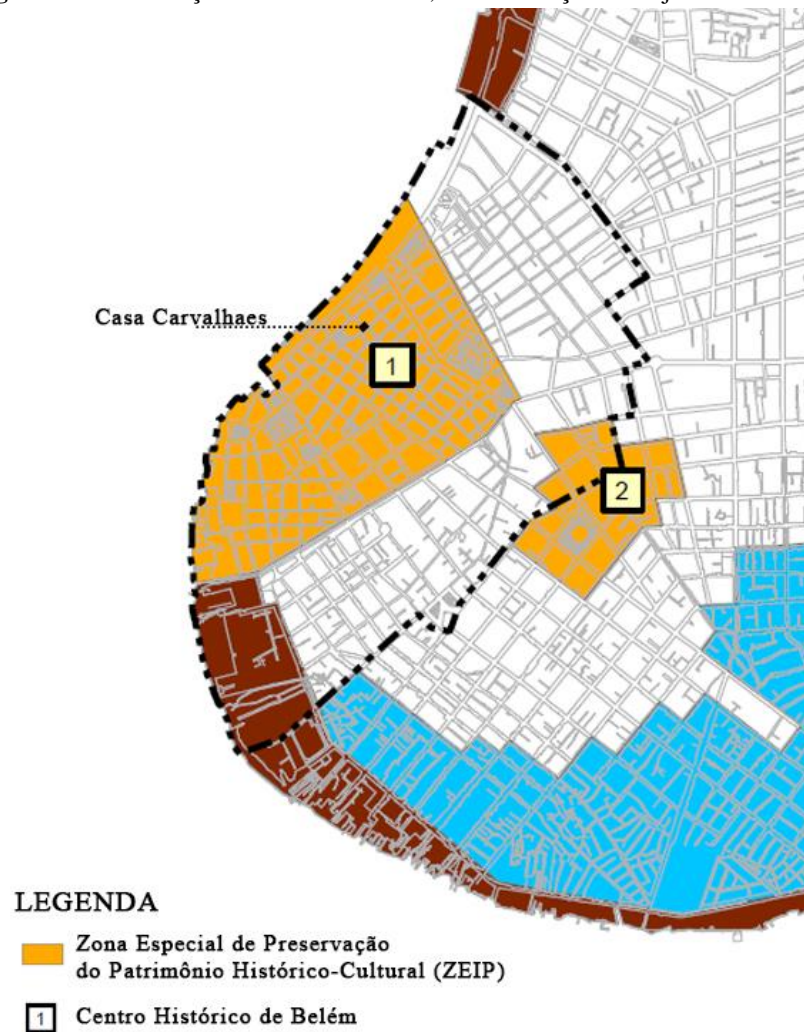 Casa Carvalhaes
1
2
LEGENDA
Zona Especial de Preservação
do Patrimônio Histórico-Cultural (ZEIP)
1 Centro Histórico de Belém